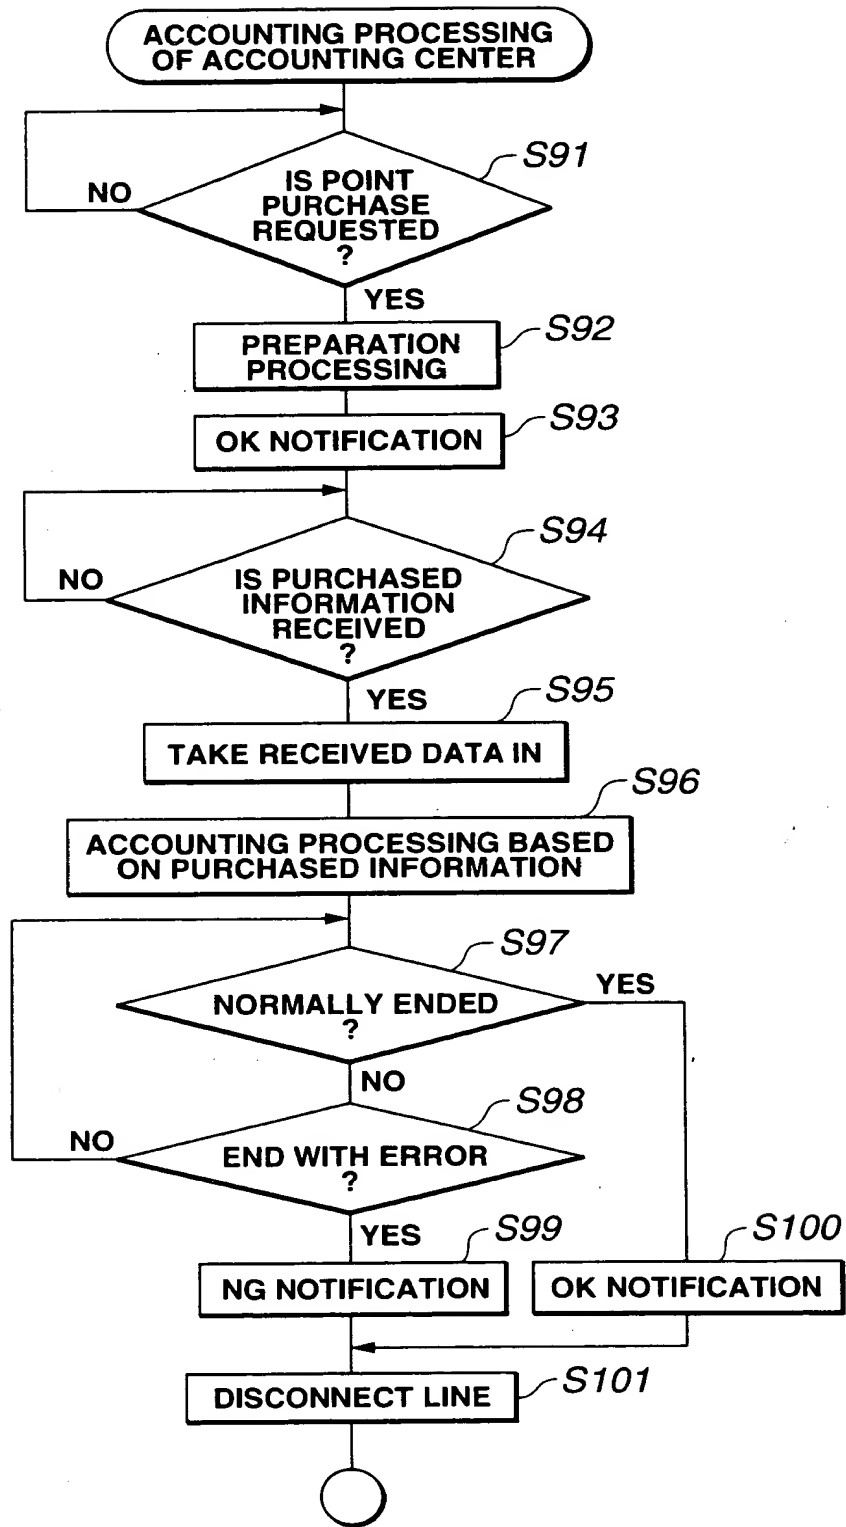 ACCOUNTING PROCESSING
OF ACCOUNTING CENTER
S91
NO
IS POINT
PURCHASE
REQUESTED
?
YES
S92
PREPARATION
PROCESSING
S93
OK NOTIFICATION
S94
NO
IS PURCHASED
INFORMATION
RECEIVED
?
YES
S95
TAKE RECEIVED DATA IN
S96
ACCOUNTING PROCESSING BASED
ON PURCHASED INFORMATION
S97
YES
NORMALLY ENDED
?
NO
S98
NO
END WITH ERROR
?
YES
S99
S100
NG NOTIFICATION
OK NOTIFICATION
S101
DISCONNECT LINE